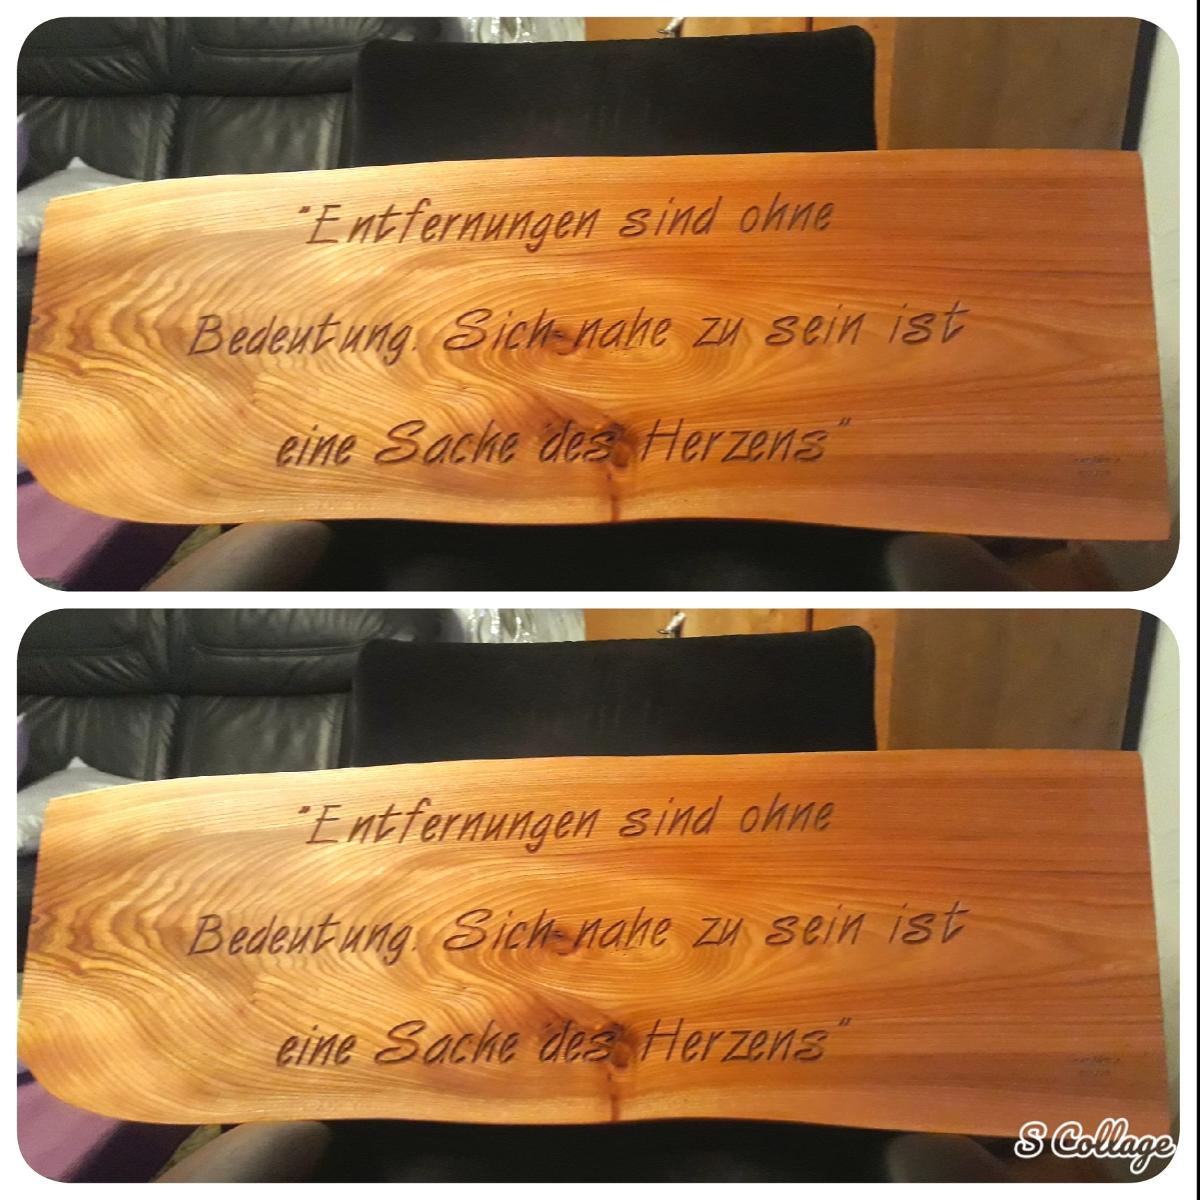 "Entfernungen sind ohne
Bedeutung. Sich nahe zu sein ist
eine Sache des Herzens"
"Entfernungen sind ohne
Bedeutung. Sich nahe zu sein ist
eine Sache des Herzens"
S Collage